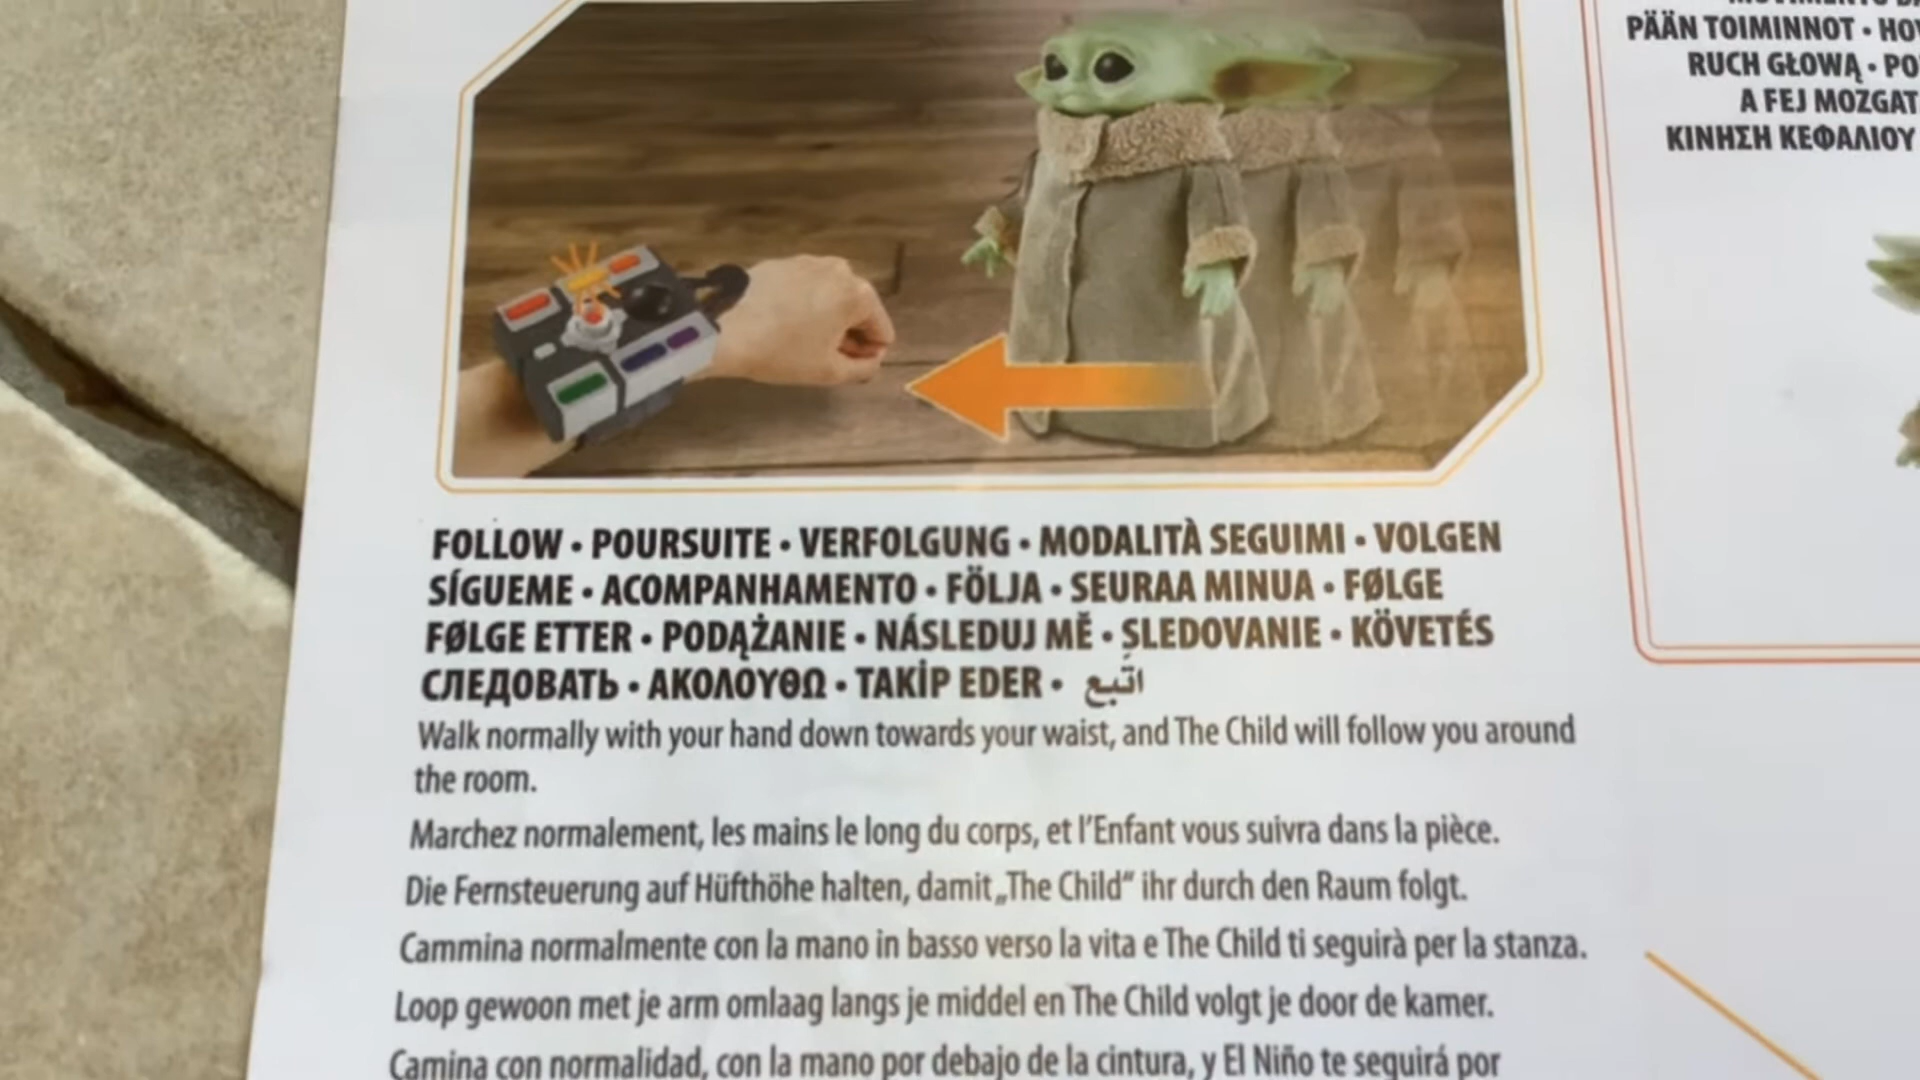 FOLLOW • POURSUITE • VERFOLGUNG • MODALITÀ SEGUIMI • VOLGEN
SÍGUEME • ACOMPANHAMENTO • FÖLJA • SEURAA MINUA • FØLGE
FØLGE ETTER • PODĄŻANIE • NÁSLEDUJ MĚ • SLEDOVANIE • KÖVETÉS
СЛЕДОВАТЬ • ΑΚΟΛΟΥΘΩ • TAKİP EDER • اتّبع
Walk normally with your hand down towards your waist, and The Child will follow you around
the room.
Marchez normalement, les mains le long du corps, et l'Enfant vous suivra dans la pièce.
Die Fernsteuerung auf Hüfthöhe halten, damit „The Child“ ihr durch den Raum folgt.
Cammina normalmente con la mano in basso verso la vita e The Child ti seguirà per la stanza.
Loop gewoon met je arm omlaag langs je middel en The Child volgt je door de kamer.
Camina con normalidad, con la mano por debajo de la cintura, y El Niño te seguirá por
PÄÄN TOIMINNOT •
RUCH GŁOWĄ •
A FEJ
ΚΙΝΗΣΗ ΚΕΦΑΛΙΟΥ